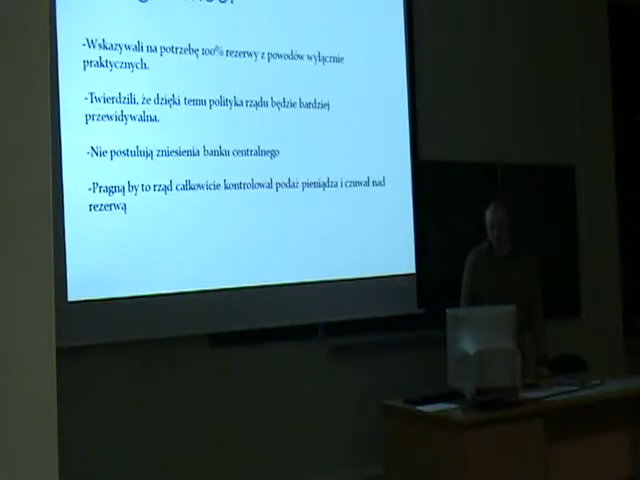 -Wskazywali na potrzebę 100% rezerwy z powodów wyłącznie
praktycznych.
-Twierdzili, że dzięki temu polityka rządu będzie bardziej
przewidywalna.
-Nie postulują zniesienia banku centralnego
-Pragną by to rząd całkowicie kontrolował podaż pieniądza i czuwał nad
rezerwą